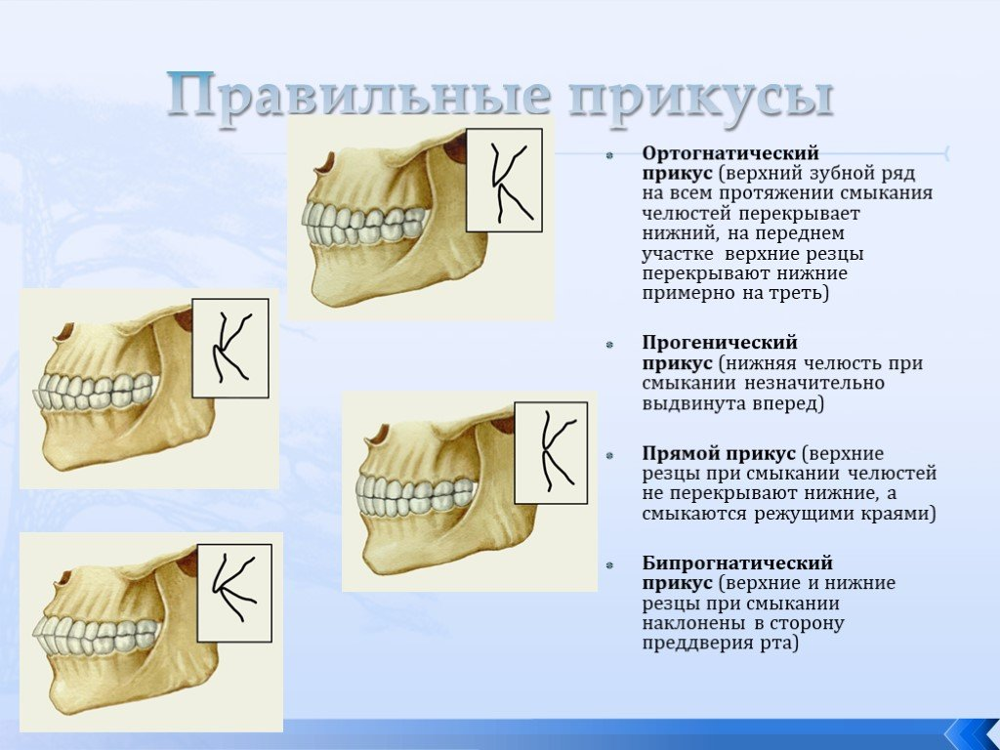 Правильные прикусы
Ортогнатический
прикус (верхний зубной ряд
на всем протяжении смыкания
челюстей перекрывает
нижний, на переднем
участке верхние резцы
перекрывают нижние
примерно на треть)
Прогенический
прикус (нижняя челюсть при
смыкании незначительно
выдвинута вперед)
Прямой прикус (верхние
резцы при смыкании челюстей
не перекрывают нижние, а
смыкаются режущими краями)
Бипрогнатический
прикус (верхние и нижние
резцы при смыкании
наклонены в сторону
преддверия рта)